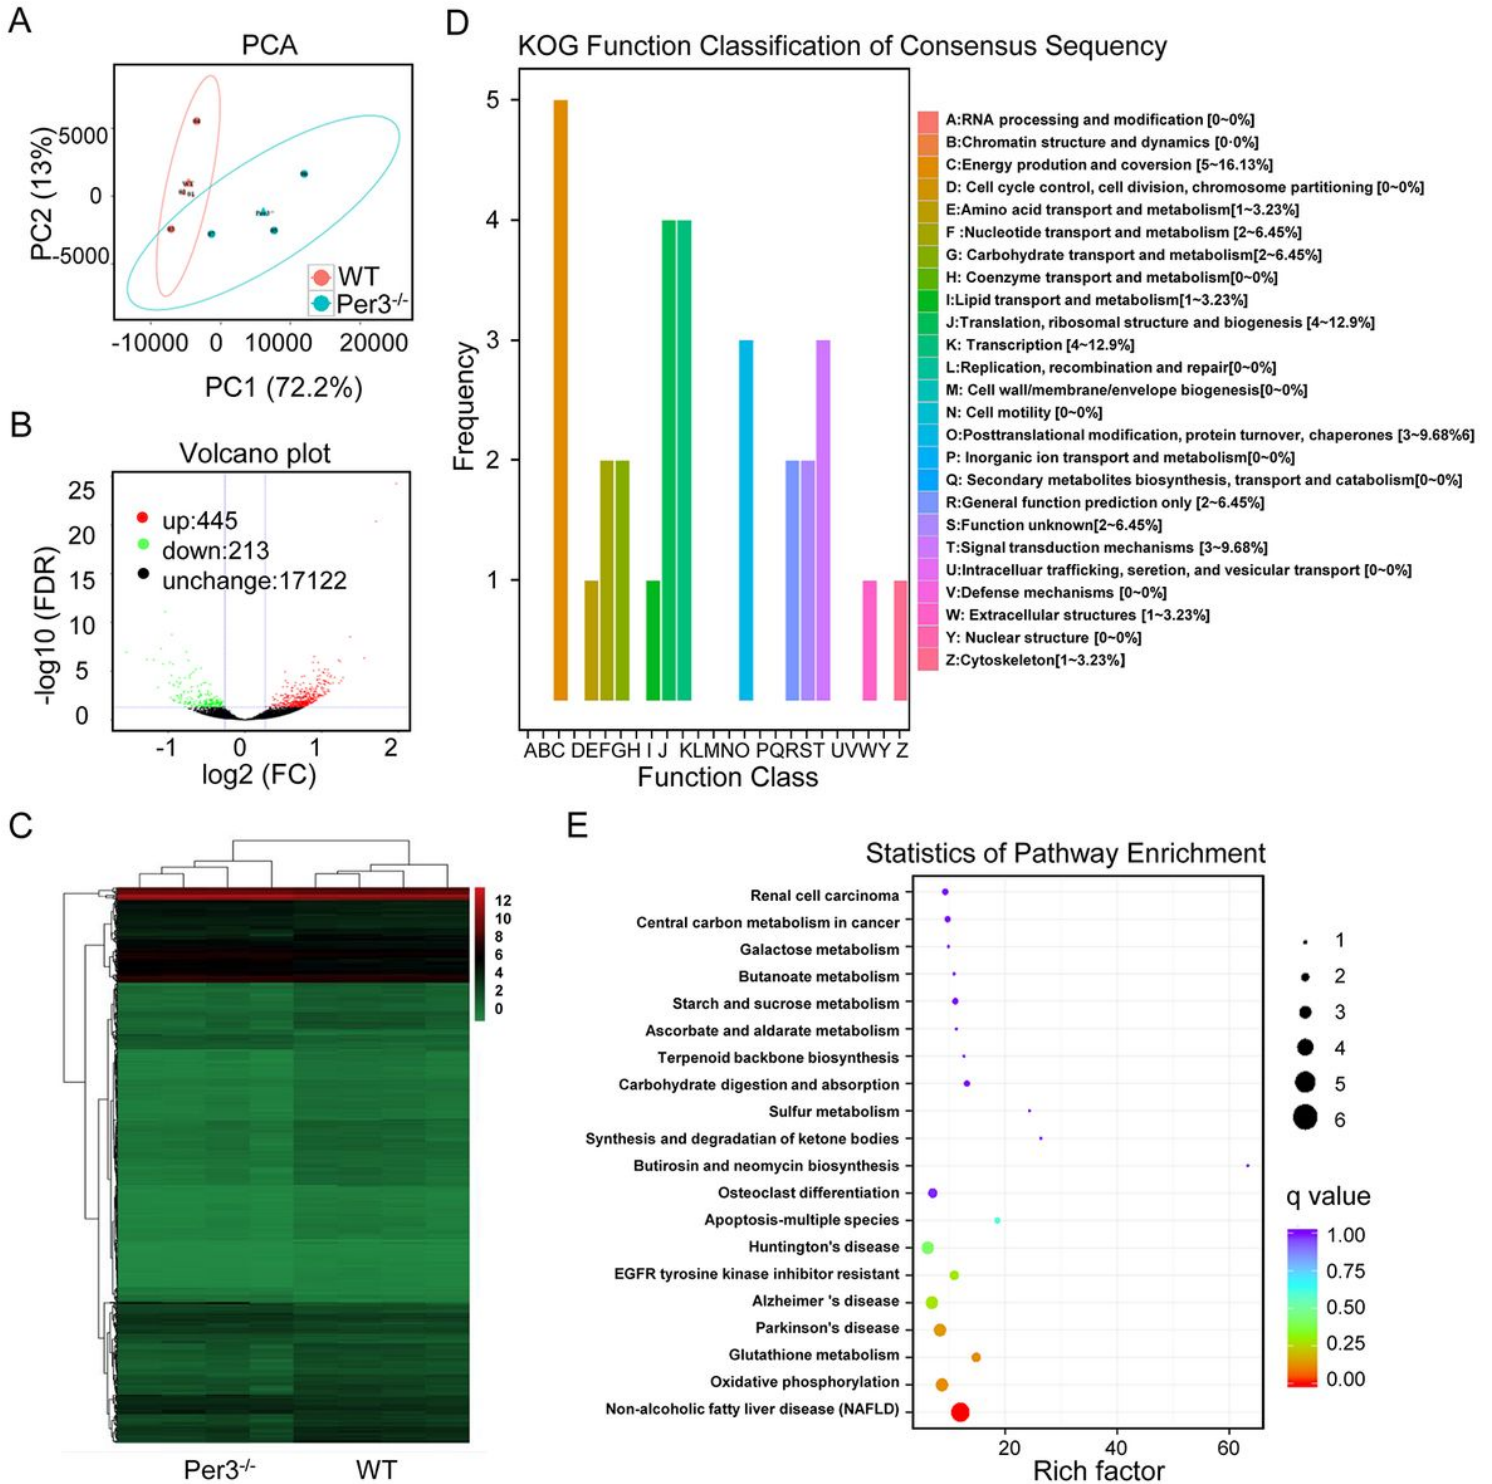 A
PCA
PC2 (13%)
5000
0
-5000
WT
Per3-/-
-10000 0 10000 20000
PC1 (72.2%)
B
Volcano plot
-log10 (FDR)
25
20
15
10
5
0
up:445
down:213
unchange:17122
-1 0 1 2
log2 (FC)
C
12
10
8
6
4
2
0
Per3-/- WT
D
KOG Function Classification of Consensus Sequency
Frequency
5
4
3
2
1
ABC DEFGH I J KLMNO PQRST UVWY Z
Function Class
A:RNA processing and modification [0~0%]
B:Chromatin structure and dynamics [0·0%]
C:Energy prodution and coversion [5~16.13%]
D: Cell cycle control, cell division, chromosome partitioning [0~0%]
E:Amino acid transport and metabolism[1~3.23%]
F :Nucleotide transport and metabolism [2~6.45%]
G: Carbohydrate transport and metabolism[2~6.45%]
H: Coenzyme transport and metabolism[0~0%]
I:Lipid transport and metabolism[1~3.23%]
J:Translation, ribosomal structure and biogenesis [4~12.9%]
K: Transcription [4~12.9%]
L:Replication, recombination and repair[0~0%]
M: Cell wall/membrane/envelope biogenesis[0~0%]
N: Cell motility [0~0%]
O:Posttranslational modification, protein turnover, chaperones [3~9.68%6]
P: Inorganic ion transport and metabolism[0~0%]
Q: Secondary metabolites biosynthesis, transport and catabolism[0~0%]
R:General function prediction only [2~6.45%]
S:Function unknown[2~6.45%]
T:Signal transduction mechanisms [3~9.68%]
U:Intracelluar trafficking, seretion, and vesicular transport [0~0%]
V:Defense mechanisms [0~0%]
W: Extracellular structures [1~3.23%]
Y: Nuclear structure [0~0%]
Z:Cytoskeleton[1~3.23%]
E
Statistics of Pathway Enrichment
Renal cell carcinoma
Central carbon metabolism in cancer
Galactose metabolism
Butanoate metabolism
Starch and sucrose metabolism
Ascorbate and aldarate metabolism
Terpenoid backbone biosynthesis
Carbohydrate digestion and absorption
Sulfur metabolism
Synthesis and degradatian of ketone bodies
Butirosin and neomycin biosynthesis
Osteoclast differentiation
Apoptosis-multiple species
Huntington's disease
EGFR tyrosine kinase inhibitor resistant
Alzheimer 's disease
Parkinson's disease
Glutathione metabolism
Oxidative phosphorylation
Non-alcoholic fatty liver disease (NAFLD)
20 40 60
Rich factor
1
2
3
4
5
6
q value
1.00
0.75
0.50
0.25
0.00